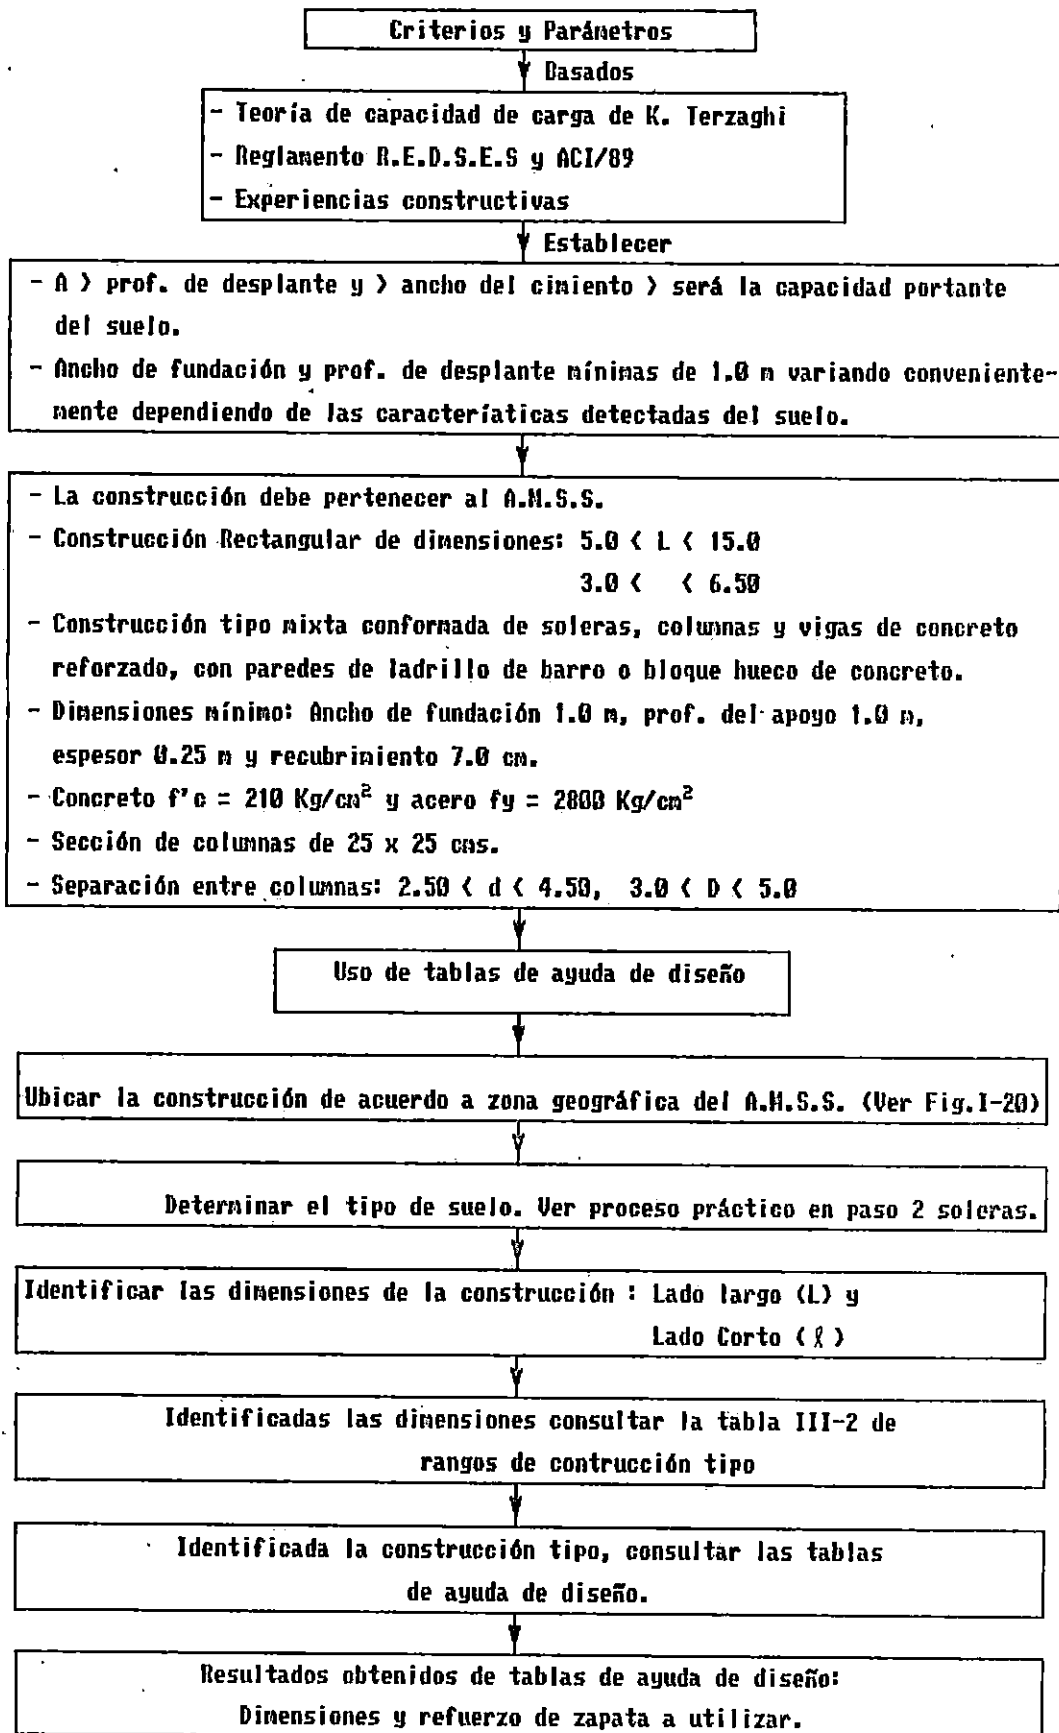 Criterios y Parámetros
Basados
- Teoría de capacidad de carga de K. Terzaghi
- Reglamento R.E.D.S.E.S y ACI/89
- Experiencias constructivas
Establecer
- A > prof. de desplante y > ancho del cimiento > será la capacidad portante
del suelo.
- Ancho de fundación y prof. de desplante mínimas de 1.0 m variando conveniente-
mente dependiendo de las caracteríaticas detectadas del suelo.
- La construcción debe pertenecer al A.M.S.S.
- Construcción Rectangular de dimensiones: 5.0 < L < 15.0
3.0 < < 6.50
- Construcción tipo mixta conformada de soleras, columnas y vigas de concreto
reforzado, con paredes de ladrillo de barro o bloque hueco de concreto.
- Dimensiones mínimo: Ancho de fundación 1.0 m, prof. del apoyo 1.0 m,
espesor 0.25 m y recubrimiento 7.0 cm.
- Concreto f'c = 210 Kg/cm² y acero fy = 2800 Kg/cm²
- Sección de columnas de 25 x 25 cms.
- Separación entre columnas: 2.50 < d < 4.50, 3.0 < D < 5.0
Uso de tablas de ayuda de diseño
Ubicar la construcción de acuerdo a zona geográfica del A.M.S.S. (Ver Fig.I-20)
Determinar el tipo de suelo. Ver proceso práctico en paso 2 soleras.
Identificar las dimensiones de la construcción : Lado largo (L) y
Lado Corto (ℓ)
Identificadas las dimensiones consultar la tabla III-2 de
rangos de contrucción tipo
Identificada la construcción tipo, consultar las tablas
de ayuda de diseño.
Resultados obtenidos de tablas de ayuda de diseño:
Dimensiones y refuerzo de zapata a utilizar.